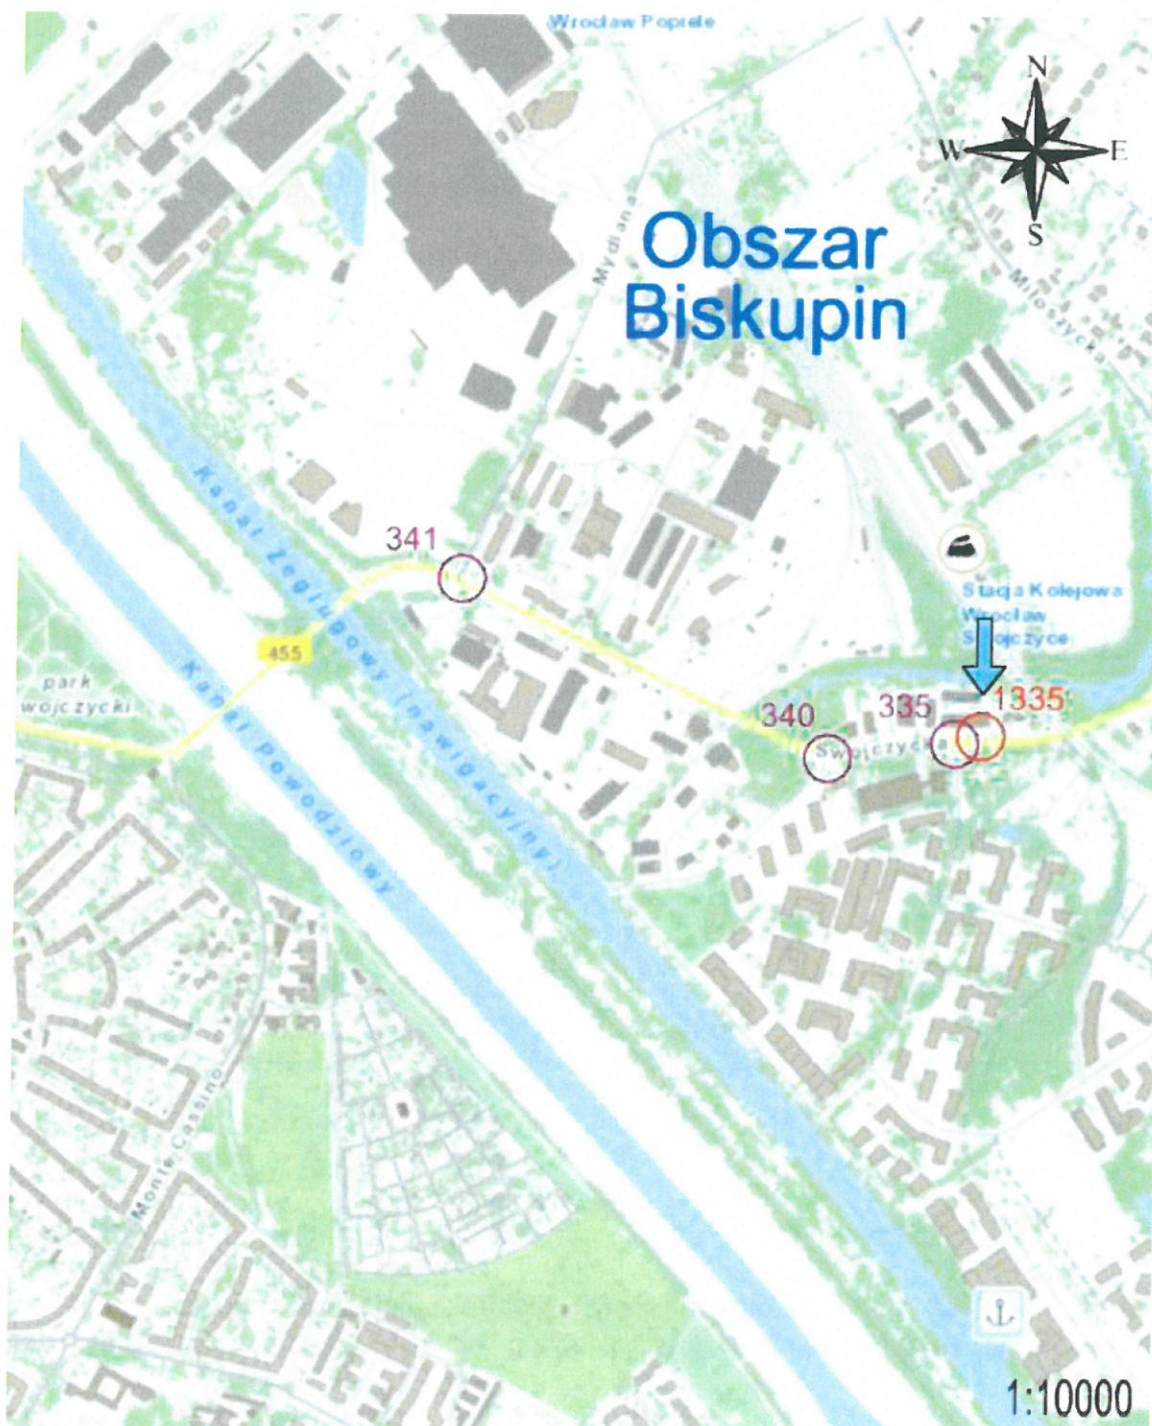 Wrocław Popiele
N
W
E
S
Obszar
Biskupin
Mydlana
Miłoszycka
Kanał Żeglugowy (nawigacyjny)
341
Stacja Kolejowa
Wrocław
Swojczyce
455
park
wojczycki
Kanał Powodziowy
340
335
1335
Swojczycka
Monte Cassino
1:10000